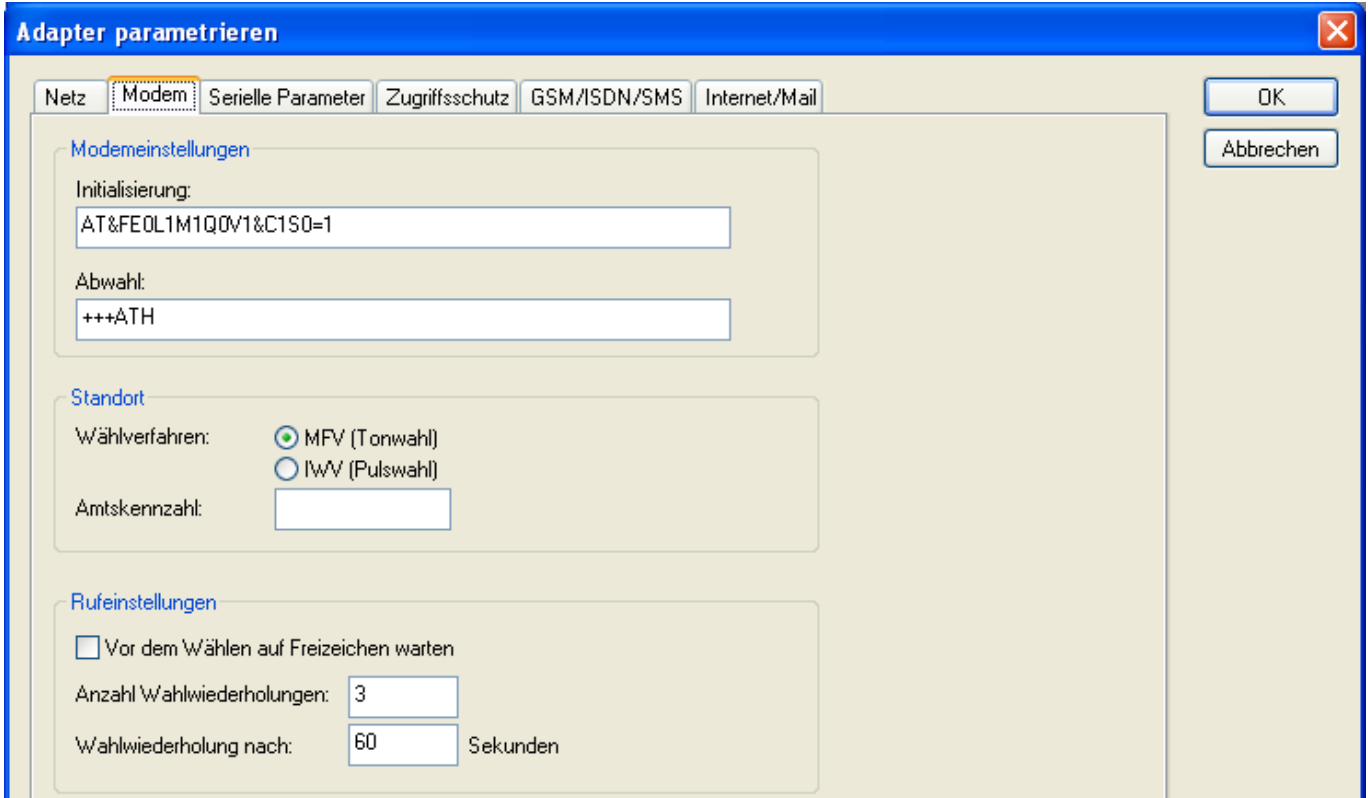 Adapter parametrieren
Netz Modem Serielle Parameter Zugriffsschutz GSM/ISDN/SMS Internet/Mail
OK
Abbrechen
Modemeinstellungen
Initialisierung:
AT&FE0L1M1Q0V1&C1S0=1
Abwahl:
+++ATH
Standort
Wählverfahren: MFV (Tonwahl)
IWV (Pulswahl)
Amtskennzahl:
Rufeinstellungen
Vor dem Wählen auf Freizeichen warten
Anzahl Wahlwiederholungen: 3
Wahlwiederholung nach: 60 Sekunden